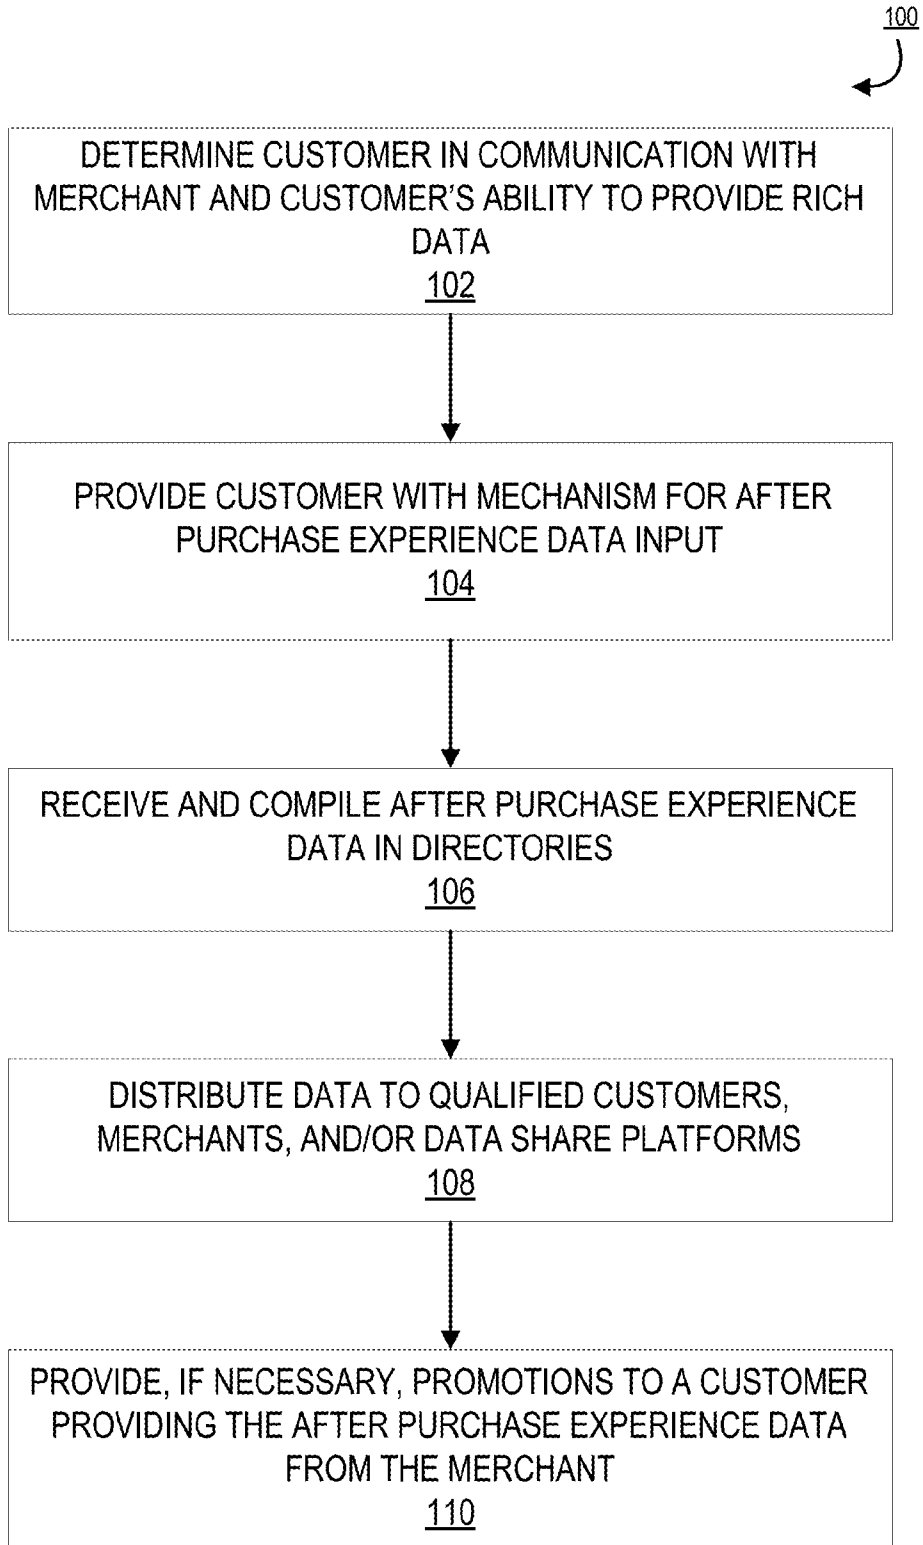 100
DETERMINE CUSTOMER IN COMMUNICATION WITH
MERCHANT AND CUSTOMER'S ABILITY TO PROVIDE RICH
DATA
102
PROVIDE CUSTOMER WITH MECHANISM FOR AFTER
PURCHASE EXPERIENCE DATA INPUT
104
RECEIVE AND COMPILE AFTER PURCHASE EXPERIENCE
DATA IN DIRECTORIES
106
DISTRIBUTE DATA TO QUALIFIED CUSTOMERS,
MERCHANTS, AND/OR DATA SHARE PLATFORMS
108
PROVIDE, IF NECESSARY, PROMOTIONS TO A CUSTOMER
PROVIDING THE AFTER PURCHASE EXPERIENCE DATA
FROM THE MERCHANT
110